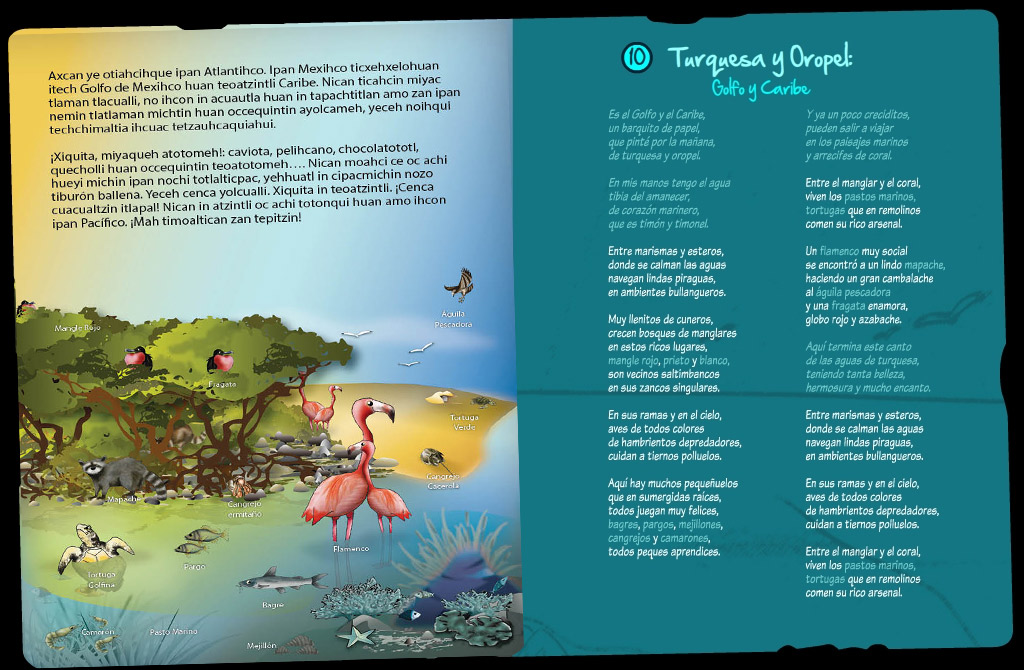 Axcan ye otiahcihque ipan Atlantihco. Ipan Mexihco ticxehxelohuan
itech Golfo de Mexihco huan teoatzintli Caribe. Nican ticahcin miyac
tlaman tlacualli, no ihcon in acuautla huan in tapachtitlan amo zan ipan
nemin tlatlaman michtin huan occequintin ayolcameh, yeceh noihqui
techchimaltia ihcuac tetzauhcaquiahui.
¡Xiquita, miyaqueh atotomeh!: caviota, pelihcano, chocolatototl,
quecholli huan occequintin teoatotomeh…. Nican moahci ce oc achi
hueyi michin ipan nochi totlalticpac, yehhuatl in cipacmichin nozo
tiburón ballena. Yeceh cenca yolcualli. Xiquita in teoatzintli. ¡Cenca
cuacualtzin itlapal! Nican in atzintli oc achi totonqui huan amo ihcon
ipan Pacífico. ¡Mah timoaltican zan tepitzin!
Águila
Pescadora
Mangle Rojo
Fragata
Tortuga
Verde
Cangrejo
Cacerola
Mapache
Cangrejo
ermitaño
Flamenco
Pargo
Tortuga
Golfina
Bagre
Camarón
Pasto Marino
Mejillón
10 Turquesa y Oropel:
Golfo y Caribe
Es el Golfo y el Caribe,
un barquito de papel,
que pinté por la mañana,
de turquesa y oropel.
En mis manos tengo el agua
tibia del amanecer,
de corazón marinero,
que es timón y timonel.
Entre marismas y esteros,
donde se calman las aguas
navegan lindas piraguas,
en ambientes bullangueros.
Muy llenitos de cuneros,
crecen bosques de manglares
en estos ricos lugares,
mangle rojo, prieto y blanco,
son vecinos saltimbancos
en sus zancos singulares.
En sus ramas y en el cielo,
aves de todos colores
de hambrientos depredadores,
cuidan a tiernos polluelos.
Aquí hay muchos pequeñuelos
que en sumergidas raíces,
todos juegan muy felices,
bagres, pargos, mejillones,
cangrejos y camarones,
todos peques aprendices.
Y ya un poco creciditos,
pueden salir a viajar
en los paisajes marinos
y arrecifes de coral.
Entre el manglar y el coral,
viven los pastos marinos,
tortugas que en remolinos
comen su rico arsenal.
Un flamenco muy social
se encontró a un lindo mapache,
haciendo un gran cambalache
al águila pescadora
y una fragata enamora,
globo rojo y azabache.
Aquí termina este canto
de las aguas de turquesa,
teniendo tanta belleza,
hermosura y mucho encanto.
Entre marismas y esteros,
donde se calman las aguas
navegan lindas piraguas,
en ambientes bullangueros.
En sus ramas y en el cielo,
aves de todos colores
de hambrientos depredadores,
cuidan a tiernos polluelos.
Entre el manglar y el coral,
viven los pastos marinos,
tortugas que en remolinos
comen su rico arsenal.